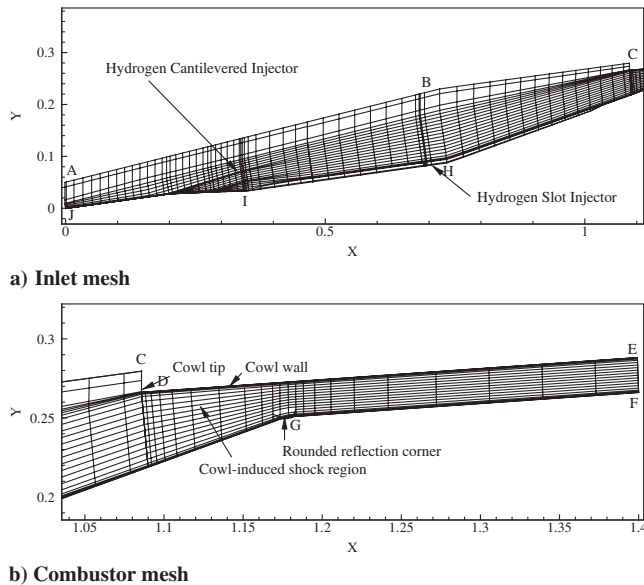 0.3
0.2
0.1
0
Y
Hydrogen Cantilevered Injector
A
B
C
J
I
H
Hydrogen Slot Injector
0
0.5
1
X
a) Inlet mesh
0.3
0.25
0.2
Y
C
Cowl tip
D
Cowl wall
E
F
G
Rounded reflection corner
Cowl-induced shock region
1.05
1.1
1.15
1.2
1.25
1.3
1.35
1.4
X
b) Combustor mesh